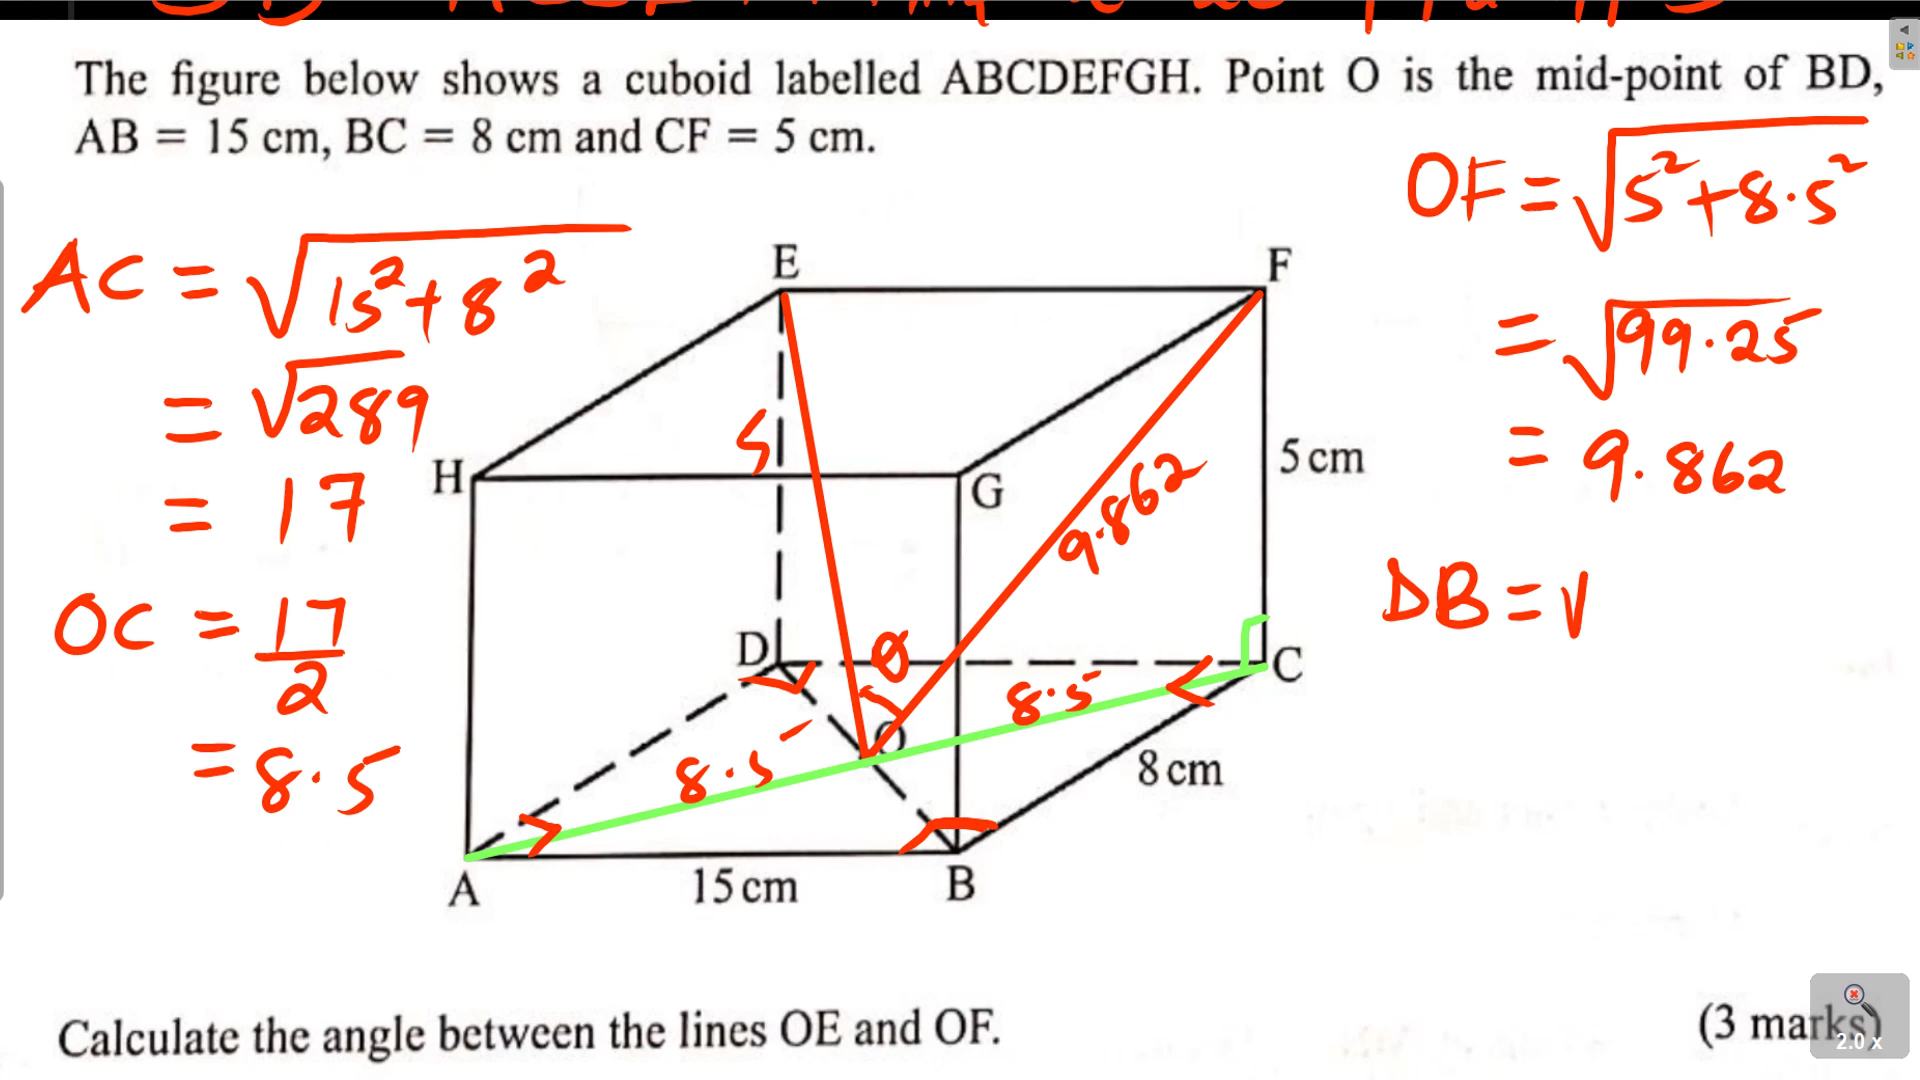 The figure below shows a cuboid labelled ABCDEFGH. Point O is the mid-point of BD,
AB = 15 cm, BC = 8 cm and CF = 5 cm.
AC = √15²+8²
= √289
= 17
OC = 17/2
= 8.5
OF = √5²+8.5²
= √99.25
= 9.862
DB = √
E
F
5
H
G
5 cm
9.862
D
θ
C
8.5
O
8.5
8 cm
A
15 cm
B
Calculate the angle between the lines OE and OF.
(3 marks)
2.0 x